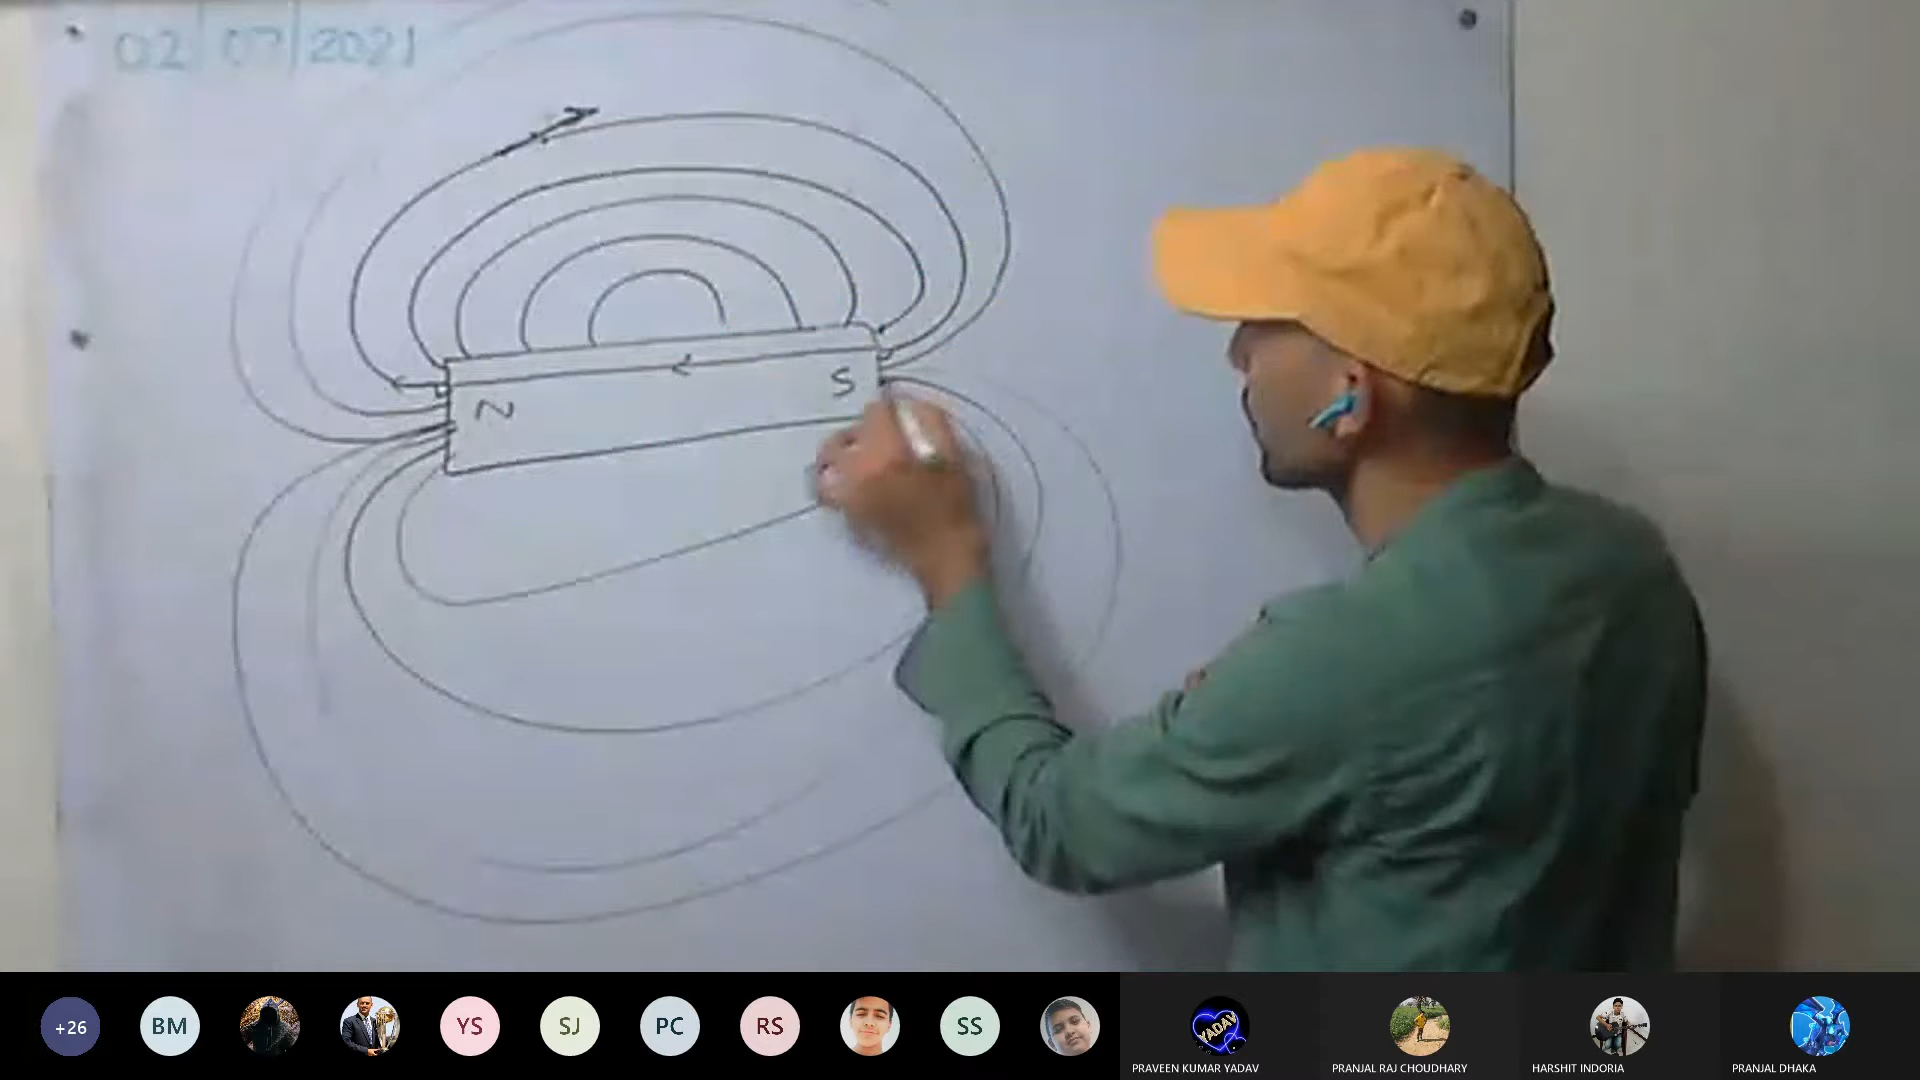 02/07/2021
N
S
+26
BM
YS
SJ
PC
RS
SS
YADAV
PRAVEEN KUMAR YADAV
PRANJAL RAJ CHOUDHARY
HARSHIT INDORIA
PRANJAL DHAKA